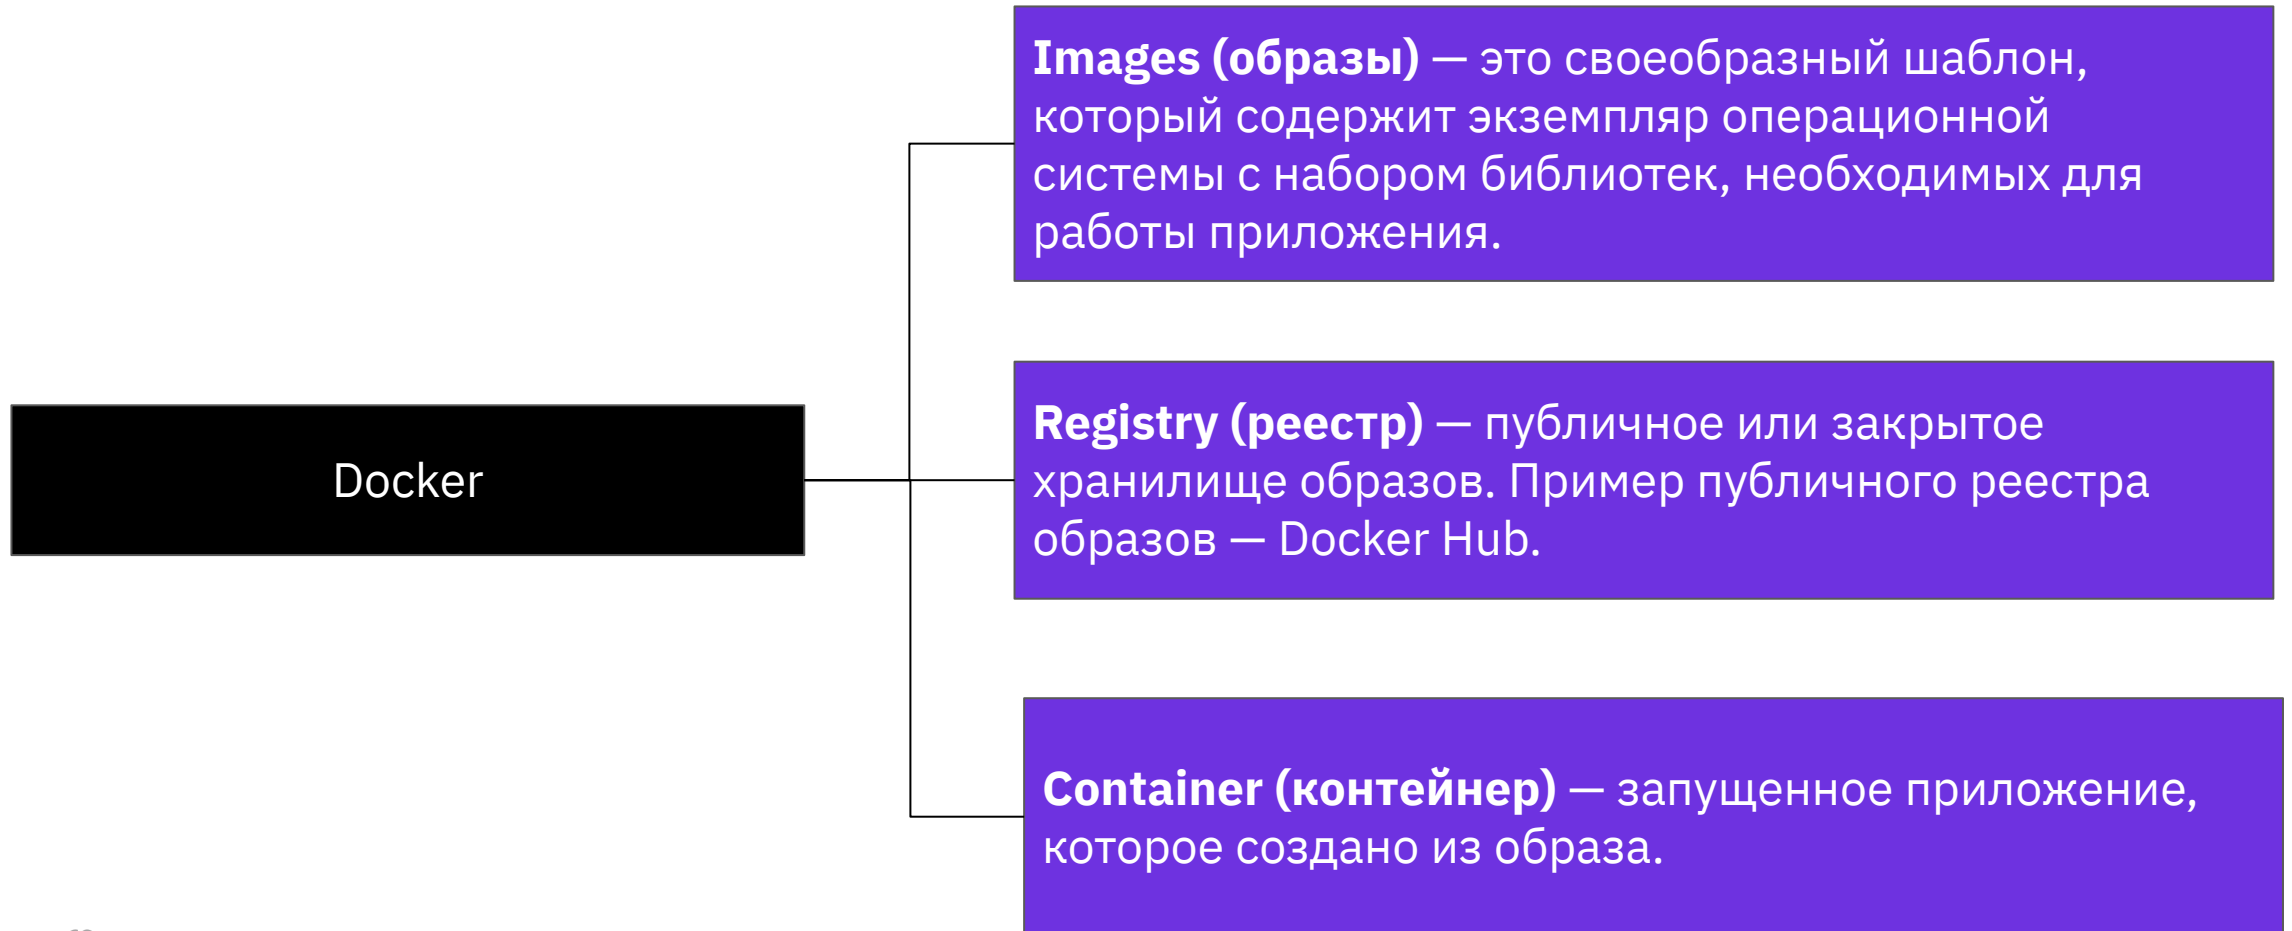 Images (образы) — это своеобразный шаблон,
который содержит экземпляр операционной
системы с набором библиотек, необходимых для
работы приложения.
Docker
Registry (реестр) — публичное или закрытое
хранилище образов. Пример публичного реестра
образов — Docker Hub.
Container (контейнер) — запущенное приложение,
которое создано из образа.